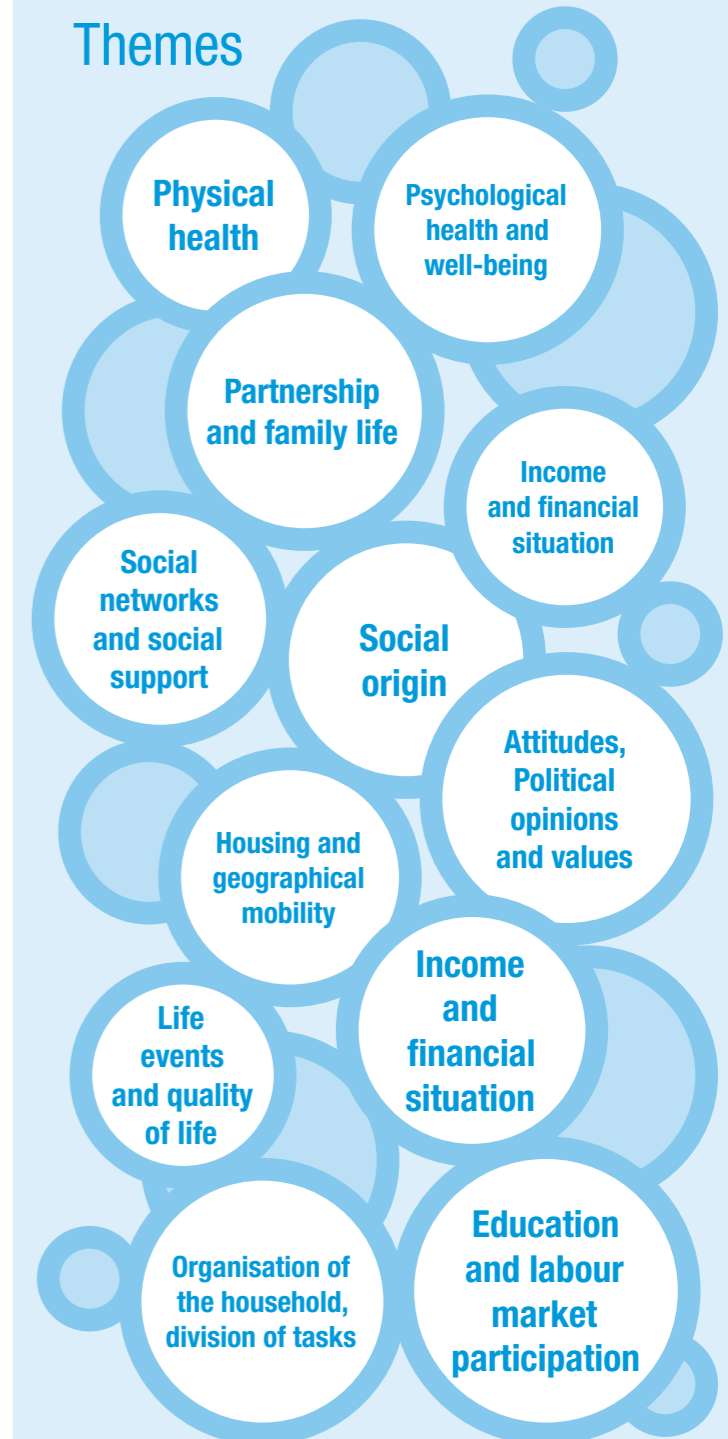 Themes
Physical
health
Psychological
health and
well-being
Partnership
and family life
Income
and financial
situation
Social
networks
and social
support
Social
origin
Attitudes,
Political
opinions
and values
Housing and
geographical
mobility
Income
and
financial
situation
Life
events
and quality
of life
Organisation of
the household,
division of tasks
Education
and labour
market
participation